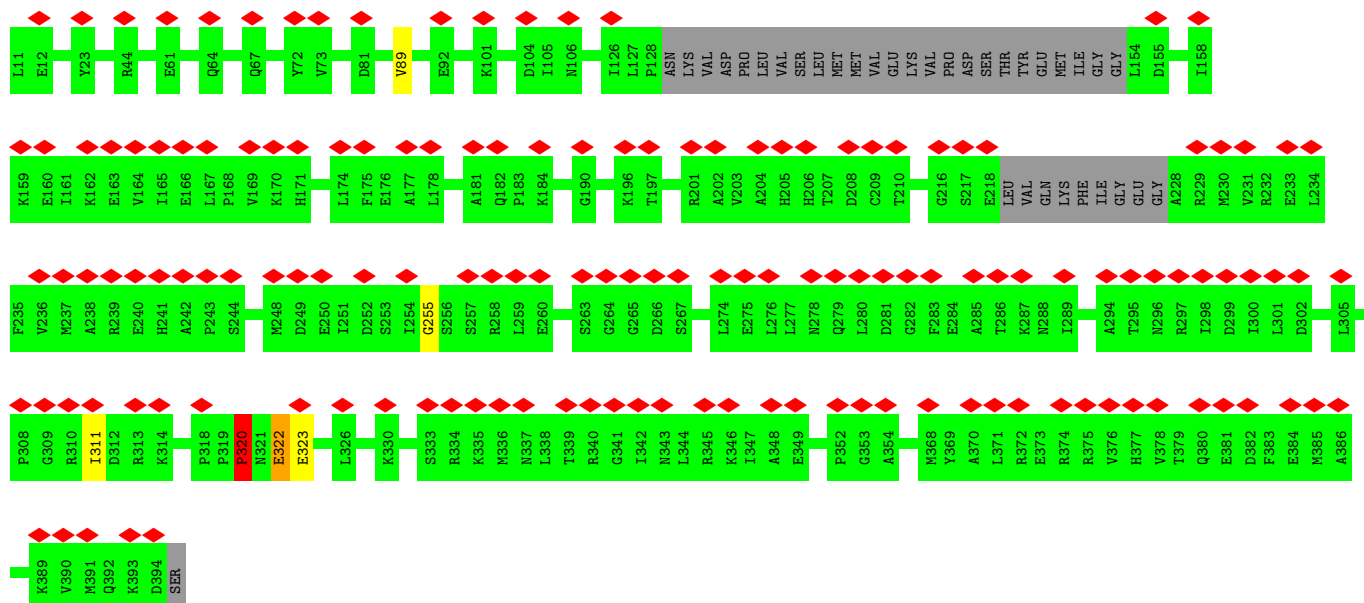 L11 E12 Y23 R44 E61 Q64 Q67 Y72 V73 D81 V89 E92 K101 D104 I105 N106 I126 L127 P128 ASN LYS VAL ASP PRO LEU VAL SER LEU MET MET VAL GLU LYS VAL PRO ASP SER THR TYR GLU MET ILE GLY GLY L154 D155 I158
K159 E160 I161 K162 E163 V164 I165 E166 L167 P168 V169 K170 H171 L174 F175 E176 A177 L178 A181 Q182 P183 K184 G190 K196 T197 R201 A202 V203 A204 H205 H206 T207 D208 C209 T210 G216 S217 E218 LEU VAL GLN LYS PHE ILE GLY GLU GLY A228 R229 M230 V231 R232 E233 L234
F235 V236 M237 A238 R239 E240 H241 A242 P243 S244 M248 D249 E250 I251 D252 S253 I254 G255 S256 S257 R258 L259 E260 S263 G264 G265 D266 S267 L274 E275 L276 L277 N278 Q279 L280 D281 G282 F283 E284 A285 T286 K287 N288 I289 A294 T295 N296 R297 I298 D299 I300 L301 D302 L305
P308 G309 R310 I311 D312 R313 K314 P318 P319 P320 N321 E322 E323 L326 K330 S333 R334 K335 M336 N337 L338 T339 R340 G341 I342 N343 L344 R345 K346 I347 A348 E349 P352 G353 A354 M368 Y369 A370 L371 R372 E373 R374 R375 V376 H377 V378 T379 Q380 E381 D382 F383 E384 M385 A386
K389 V390 M391 Q392 K393 D394 SER